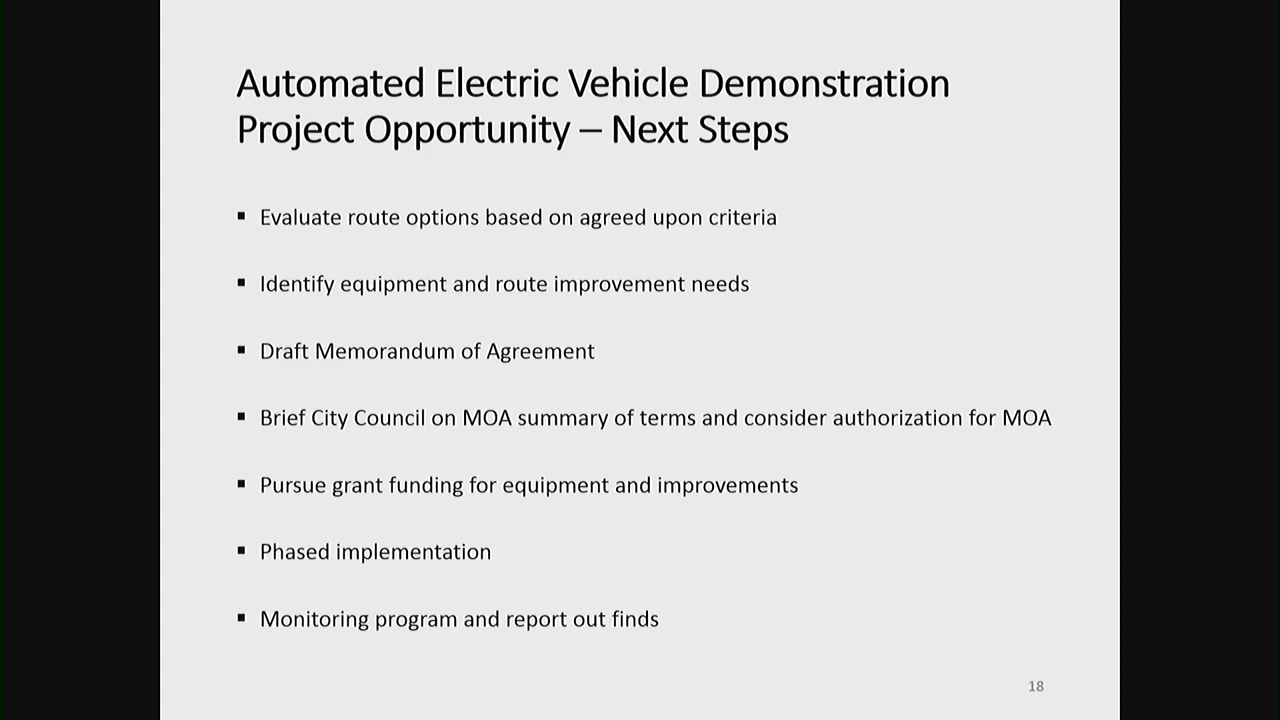 Automated Electric Vehicle Demonstration
Project Opportunity – Next Steps
▪ Evaluate route options based on agreed upon criteria
▪ Identify equipment and route improvement needs
▪ Draft Memorandum of Agreement
▪ Brief City Council on MOA summary of terms and consider authorization for MOA
▪ Pursue grant funding for equipment and improvements
▪ Phased implementation
▪ Monitoring program and report out finds
18